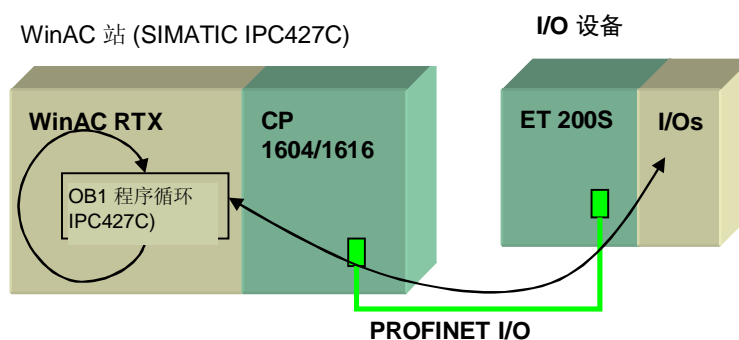 WinAC 站 (SIMATIC IPC427C)
I/O 设备
WinAC RTX
CP
1604/1616
ET 200S
I/Os
OB1 程序循环
IPC427C)
PROFINET I/O